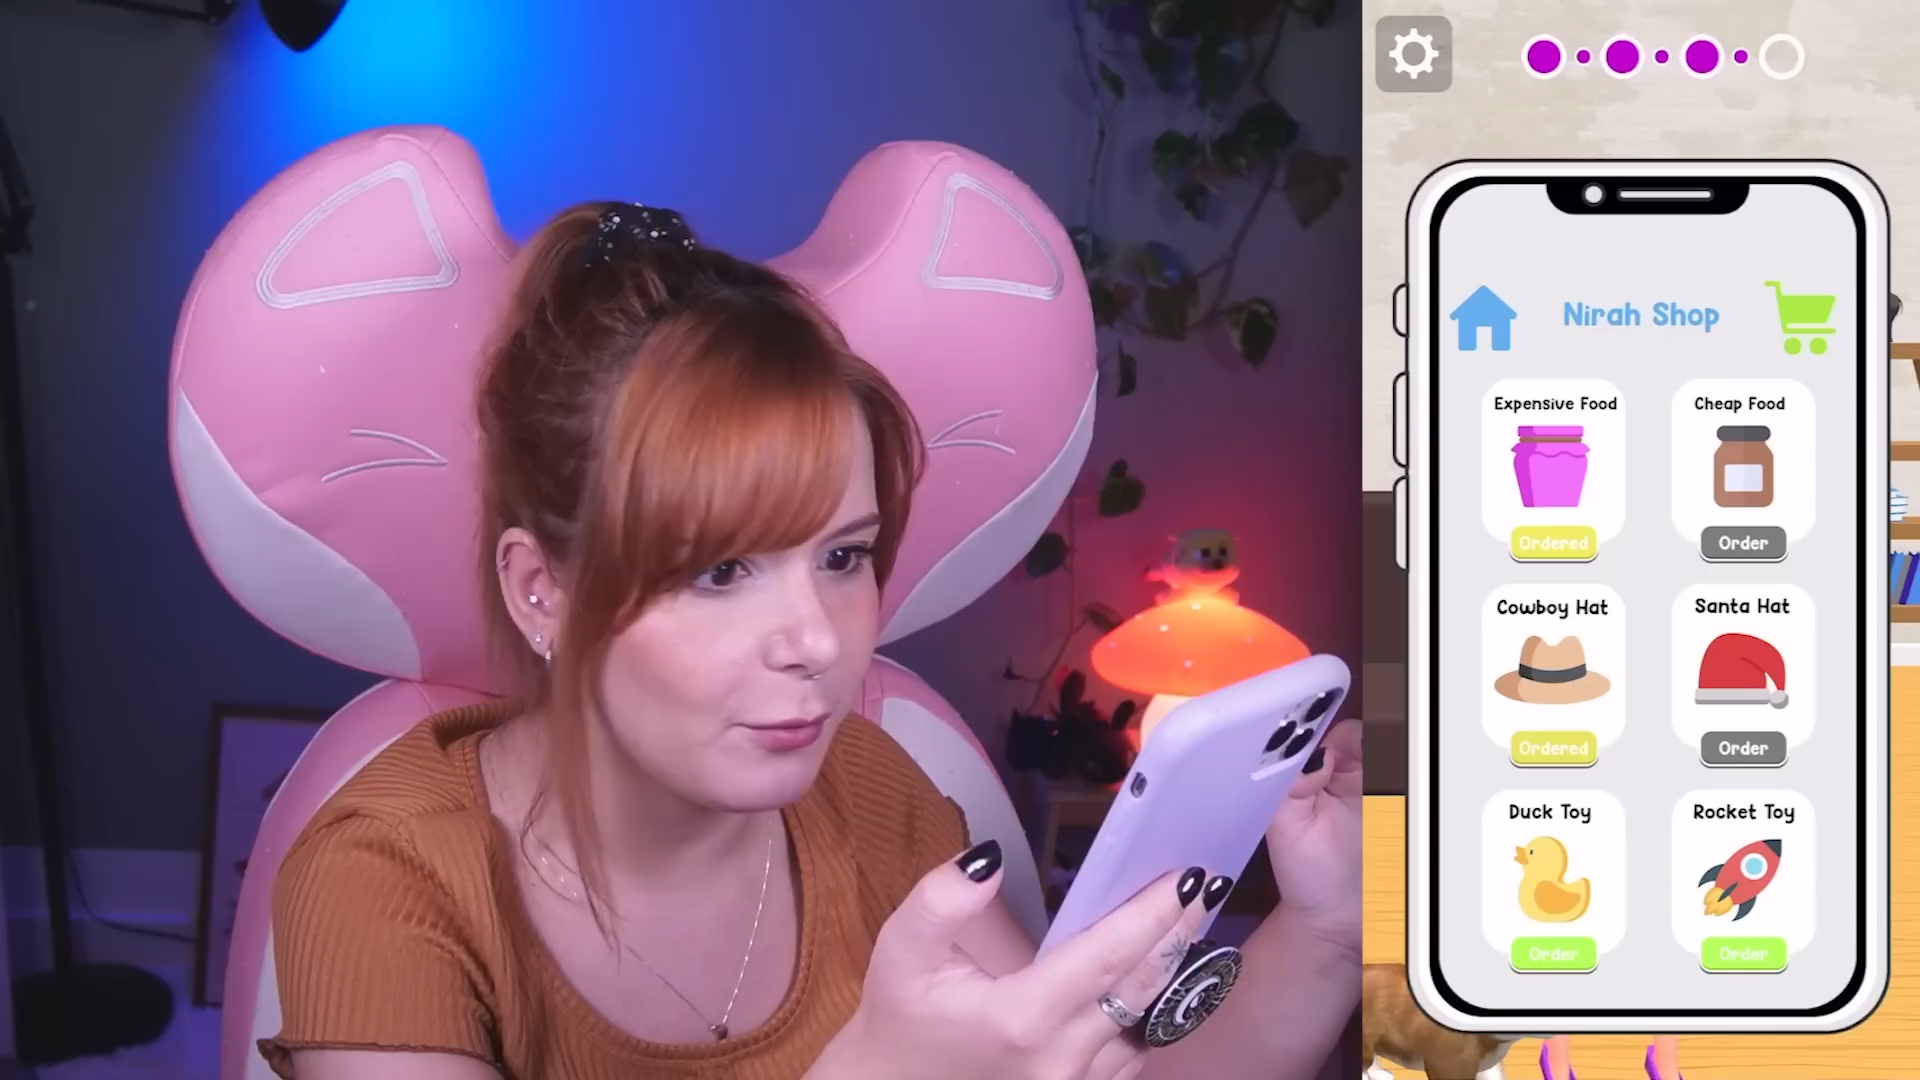 Nirah Shop
Expensive Food
Cheap Food
Ordered
Order
Cowboy Hat
Santa Hat
Ordered
Order
Duck Toy
Rocket Toy
Order
Order